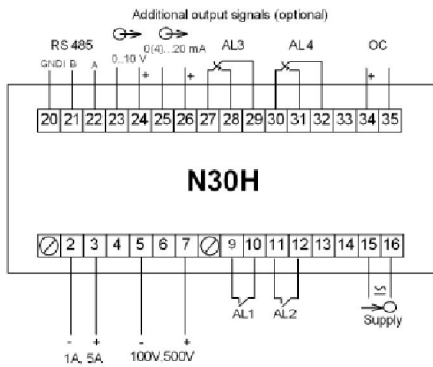 Additional output signals (optional)
RS 485
0...10 V
0(4)...20 mA
AL3
AL4
OC
GNDI B A
+ + +
20 21 22 23 24 25 26 27 28 29 30 31 32 33 34 35
N30H
2 3 4 5 6 7 9 10 11 12 13 14 15 16
AL1
AL2
Supply
- + - +
1A, 5A
100V,500V